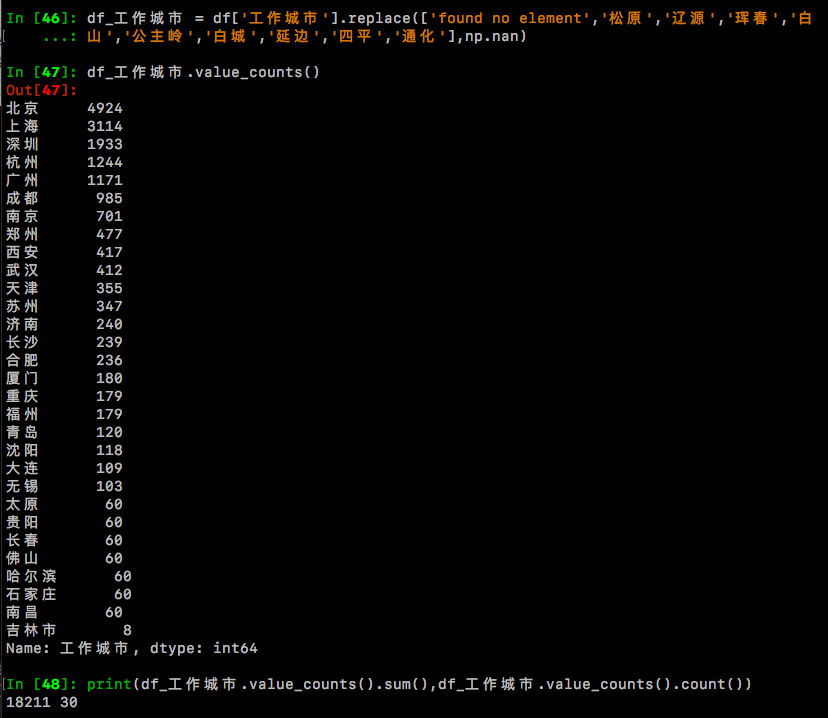 In [46]: df_工作城市 = df['工作城市'].replace(['found no element','松原','辽源','珲春','白
...: 山','公主岭','白城','延边','四平','通化'],np.nan)
In [47]: df_工作城市.value_counts()
Out[47]:
北京 4924
上海 3114
深圳 1933
杭州 1244
广州 1171
成都 985
南京 701
郑州 477
西安 417
武汉 412
天津 355
苏州 347
济南 240
长沙 239
合肥 236
厦门 180
重庆 179
福州 179
青岛 120
沈阳 118
大连 109
无锡 103
太原 60
贵阳 60
长春 60
佛山 60
哈尔滨 60
石家庄 60
南昌 60
吉林市 8
Name: 工作城市, dtype: int64
In [48]: print(df_工作城市.value_counts().sum(),df_工作城市.value_counts().count())
18211 30